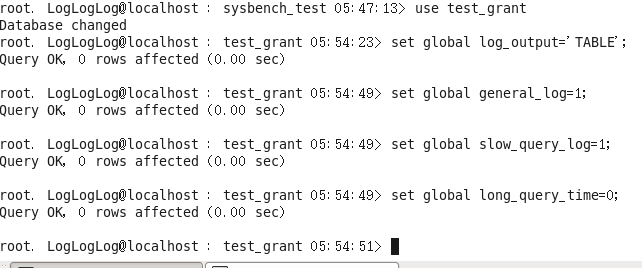 root. LogLogLog@localhost : sysbench_test 05:47:13> use test_grant
Database changed
root. LogLogLog@localhost : test_grant 05:54:23> set global log_output='TABLE';
Query OK, 0 rows affected (0.00 sec)
root. LogLogLog@localhost : test_grant 05:54:49> set global general_log=1;
Query OK, 0 rows affected (0.00 sec)
root. LogLogLog@localhost : test_grant 05:54:49> set global slow_query_log=1;
Query OK, 0 rows affected (0.00 sec)
root. LogLogLog@localhost : test_grant 05:54:49> set global long_query_time=0;
Query OK, 0 rows affected (0.00 sec)
root. LogLogLog@localhost : test_grant 05:54:51>